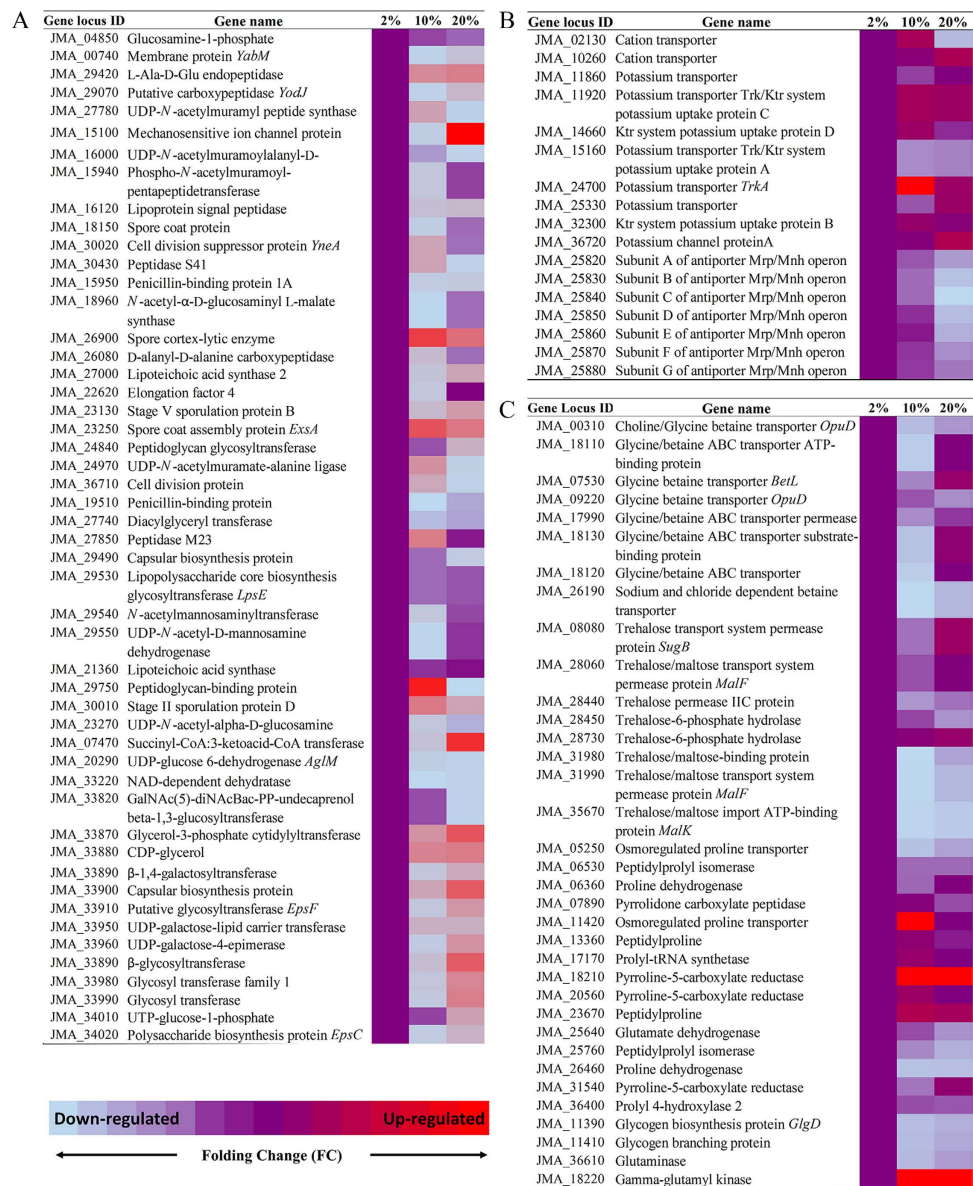 A
Gene locus ID Gene name 2% 10% 20%
JMA_04850 Glucosamine-1-phosphate
JMA_00740 Membrane protein YabM
JMA_29420 L-Ala-D-Glu endopeptidase
JMA_29070 Putative carboxypeptidase YodJ
JMA_27780 UDP-N-acetylmuramyl peptide synthase
JMA_15100 Mechanosensitive ion channel protein
JMA_16000 UDP-N-acetylmuramoylalanyl-D-
JMA_15940 Phospho-N-acetylmuramoyl-
pentapeptidetransferase
JMA_16120 Lipoprotein signal peptidase
JMA_18150 Spore coat protein
JMA_30020 Cell division suppressor protein YneA
JMA_30430 Peptidase S41
JMA_15950 Penicillin-binding protein 1A
JMA_18960 N-acetyl-α-D-glucosaminyl L-malate
synthase
JMA_26900 Spore cortex-lytic enzyme
JMA_26080 D-alanyl-D-alanine carboxypeptidase
JMA_27000 Lipoteichoic acid synthase 2
JMA_22620 Elongation factor 4
JMA_23130 Stage V sporulation protein B
JMA_23250 Spore coat assembly protein ExsA
JMA_24840 Peptidoglycan glycosyltransferase
JMA_24970 UDP-N-acetylmuramate-alanine ligase
JMA_36710 Cell division protein
JMA_19510 Penicillin-binding protein
JMA_27740 Diacylglyceryl transferase
JMA_27850 Peptidase M23
JMA_29490 Capsular biosynthesis protein
JMA_29530 Lipopolysaccharide core biosynthesis
glycosyltransferase LpsE
JMA_29540 N-acetylmannosaminyltransferase
JMA_29550 UDP-N-acetyl-D-mannosamine
dehydrogenase
JMA_21360 Lipoteichoic acid synthase
JMA_29750 Peptidoglycan-binding protein
JMA_30010 Stage II sporulation protein D
JMA_23270 UDP-N-acetyl-alpha-D-glucosamine
JMA_07470 Succinyl-CoA:3-ketoacid-CoA transferase
JMA_20290 UDP-glucose 6-dehydrogenase AglM
JMA_33220 NAD-dependent dehydratase
JMA_33820 GalNAc(5)-diNAcBac-PP-undecaprenol
beta-1,3-glucosyltransferase
JMA_33870 Glycerol-3-phosphate cytidylyltransferase
JMA_33880 CDP-glycerol
JMA_33890 β-1,4-galactosyltransferase
JMA_33900 Capsular biosynthesis protein
JMA_33910 Putative glycosyltransferase EpsF
JMA_33950 UDP-galactose-lipid carrier transferase
JMA_33960 UDP-galactose-4-epimerase
JMA_33890 β-glycosyltransferase
JMA_33980 Glycosyl transferase family 1
JMA_33990 Glycosyl transferase
JMA_34010 UTP-glucose-1-phosphate
JMA_34020 Polysaccharide biosynthesis protein EpsC
Down-regulated Up-regulated
Folding Change (FC)
B
Gene locus ID Gene name 2% 10% 20%
JMA_02130 Cation transporter
JMA_10260 Cation transporter
JMA_11860 Potassium transporter
JMA_11920 Potassium transporter Trk/Ktr system
potassium uptake protein C
JMA_14660 Ktr system potassium uptake protein D
JMA_15160 Potassium transporter Trk/Ktr system
potassium uptake protein A
JMA_24700 Potassium transporter TrkA
JMA_25330 Potassium transporter
JMA_32300 Ktr system potassium uptake protein B
JMA_36720 Potassium channel proteinA
JMA_25820 Subunit A of antiporter Mrp/Mnh operon
JMA_25830 Subunit B of antiporter Mrp/Mnh operon
JMA_25840 Subunit C of antiporter Mrp/Mnh operon
JMA_25850 Subunit D of antiporter Mrp/Mnh operon
JMA_25860 Subunit E of antiporter Mrp/Mnh operon
JMA_25870 Subunit F of antiporter Mrp/Mnh operon
JMA_25880 Subunit G of antiporter Mrp/Mnh operon
C
Gene Locus ID Gene name 2% 10% 20%
JMA_00310 Choline/Glycine betaine transporter OpuD
JMA_18110 Glycine/betaine ABC transporter ATP-
binding protein
JMA_07530 Glycine betaine transporter BetL
JMA_09220 Glycine betaine transporter OpuD
JMA_17990 Glycine/betaine ABC transporter permease
JMA_18130 Glycine/betaine ABC transporter substrate-
binding protein
JMA_18120 Glycine/betaine ABC transporter
JMA_26190 Sodium and chloride dependent betaine
transporter
JMA_08080 Trehalose transport system permease
protein SugB
JMA_28060 Trehalose/maltose transport system
permease protein MalF
JMA_28440 Trehalose permease IIC protein
JMA_28450 Trehalose-6-phosphate hydrolase
JMA_28730 Trehalose-6-phosphate hydrolase
JMA_31980 Trehalose/maltose-binding protein
JMA_31990 Trehalose/maltose transport system
permease protein MalF
JMA_35670 Trehalose/maltose import ATP-binding
protein MalK
JMA_05250 Osmoregulated proline transporter
JMA_06530 Peptidylprolyl isomerase
JMA_06360 Proline dehydrogenase
JMA_07890 Pyrrolidone carboxylate peptidase
JMA_11420 Osmoregulated proline transporter
JMA_13360 Peptidylproline
JMA_17170 Prolyl-tRNA synthetase
JMA_18210 Pyrroline-5-carboxylate reductase
JMA_20560 Pyrroline-5-carboxylate reductase
JMA_23670 Peptidylproline
JMA_25640 Glutamate dehydrogenase
JMA_25760 Peptidylprolyl isomerase
JMA_26460 Proline dehydrogenase
JMA_31540 Pyrroline-5-carboxylate reductase
JMA_36400 Prolyl 4-hydroxylase 2
JMA_11390 Glycogen biosynthesis protein GlgD
JMA_11410 Glycogen branching protein
JMA_36610 Glutaminase
JMA_18220 Gamma-glutamyl kinase